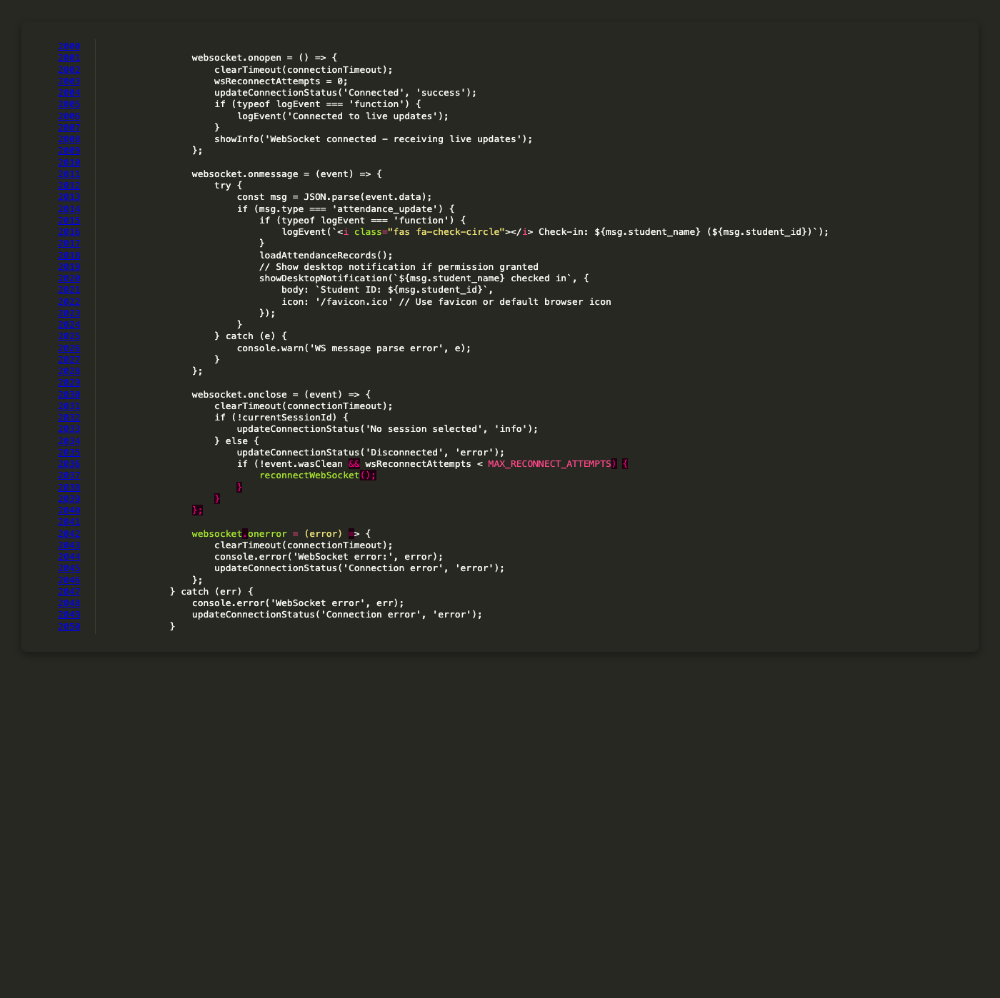 2000
2001 websocket.onopen = () => {
2002 clearTimeout(connectionTimeout);
2003 wsReconnectAttempts = 0;
2004 updateConnectionStatus('Connected', 'success');
2005 if (typeof logEvent === 'function') {
2006 logEvent('Connected to live updates');
2007 }
2008 showInfo('WebSocket connected - receiving live updates');
2009 };
2010
2011 websocket.onmessage = (event) => {
2012 try {
2013 const msg = JSON.parse(event.data);
2014 if (msg.type === 'attendance_update') {
2015 if (typeof logEvent === 'function') {
2016 logEvent(`<i class="fas fa-check-circle"></i> Check-in: ${msg.student_name} (${msg.student_id})`);
2017 }
2018 loadAttendanceRecords();
2019 // Show desktop notification if permission granted
2020 showDesktopNotification(`${msg.student_name} checked in`, {
2021 body: `Student ID: ${msg.student_id}`,
2022 icon: '/favicon.ico' // Use favicon or default browser icon
2023 });
2024 }
2025 } catch (e) {
2026 console.warn('WS message parse error', e);
2027 }
2028 };
2029
2030 websocket.onclose = (event) => {
2031 clearTimeout(connectionTimeout);
2032 if (!currentSessionId) {
2033 updateConnectionStatus('No session selected', 'info');
2034 } else {
2035 updateConnectionStatus('Disconnected', 'error');
2036 if (!event.wasClean && wsReconnectAttempts < MAX_RECONNECT_ATTEMPTS) {
2037 reconnectWebSocket();
2038 }
2039 }
2040 };
2041
2042 websocket.onerror = (error) => {
2043 clearTimeout(connectionTimeout);
2044 console.error('WebSocket error:', error);
2045 updateConnectionStatus('Connection error', 'error');
2046 };
2047 } catch (err) {
2048 console.error('WebSocket error', err);
2049 updateConnectionStatus('Connection error', 'error');
2050 }